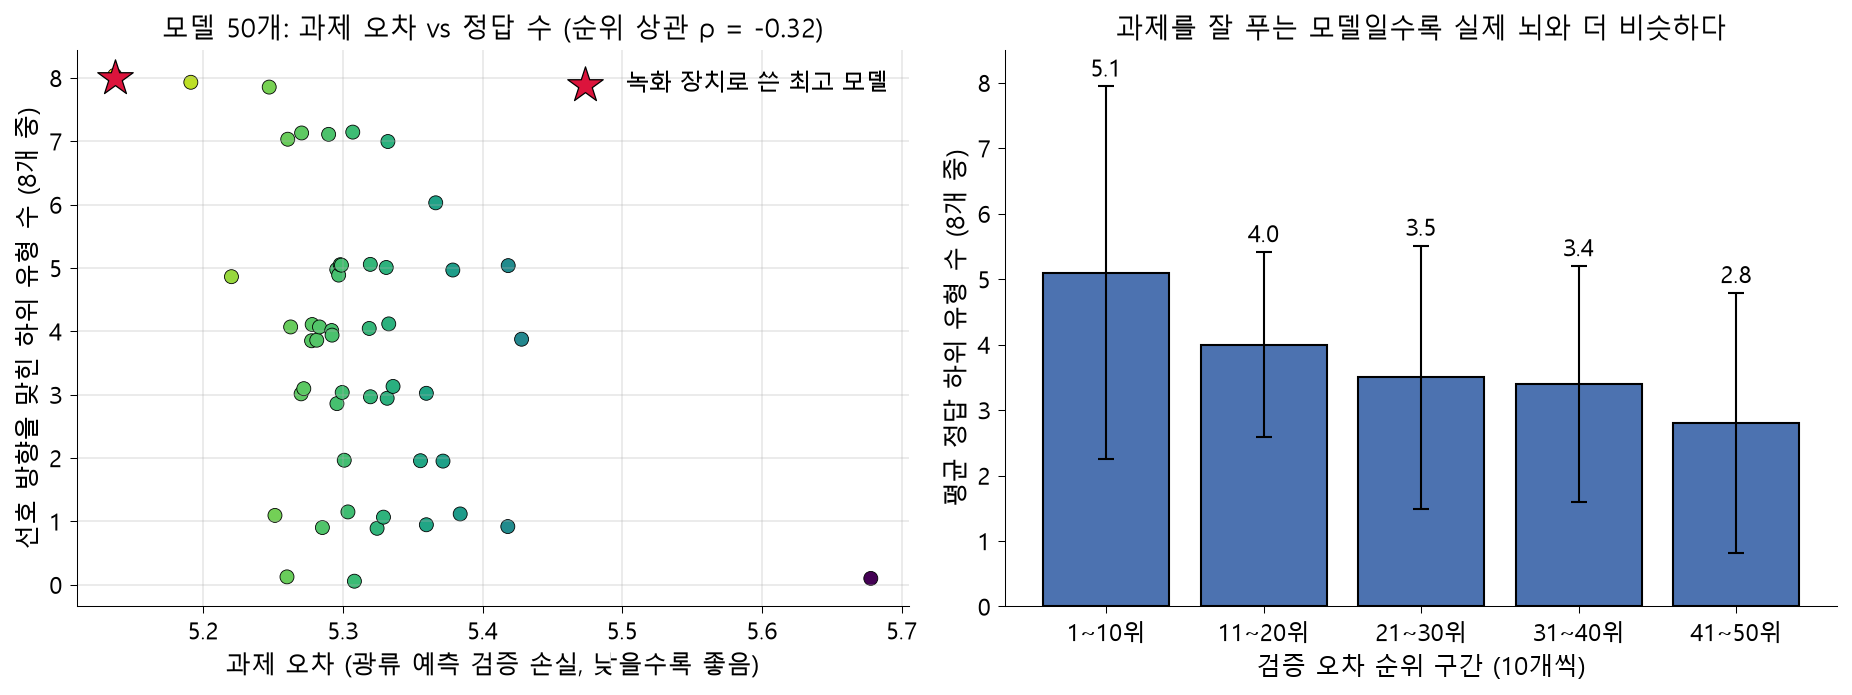 모델 50개: 과제 오차 vs 정답 수 (순위 상관 ρ = -0.32)
녹화 장치로 쓴 최고 모델
선호 방향을 맞힌 하위 유형 수 (8개 중)
8
7
6
5
4
3
2
1
0
5.2
5.3
5.4
5.5
5.6
5.7
과제 오차 (광류 예측 검증 손실, 낮을수록 좋음)
과제를 잘 푸는 모델일수록 실제 뇌와 더 비슷하다
평균 정답 하위 유형 수 (8개 중)
8
7
6
5
4
3
2
1
0
5.1
4.0
3.5
3.4
2.8
1~10위
11~20위
21~30위
31~40위
41~50위
검증 오차 순위 구간 (10개씩)